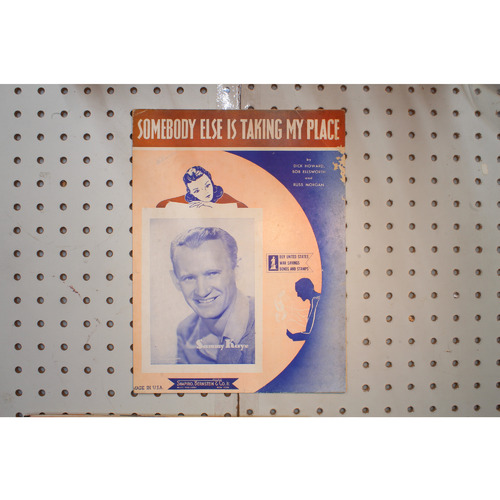 SOMEBODY ELSE IS TAKING MY PLACE
by
DICK HOWARD,
BOB ELLSWORTH
and
RUSS MORGAN
BUY UNITED STATES
WAR SAVINGS
BONDS AND STAMPS
Sammy Kaye
SHAPIRO, BERNSTEIN & CO.
MADE IN U.S.A.